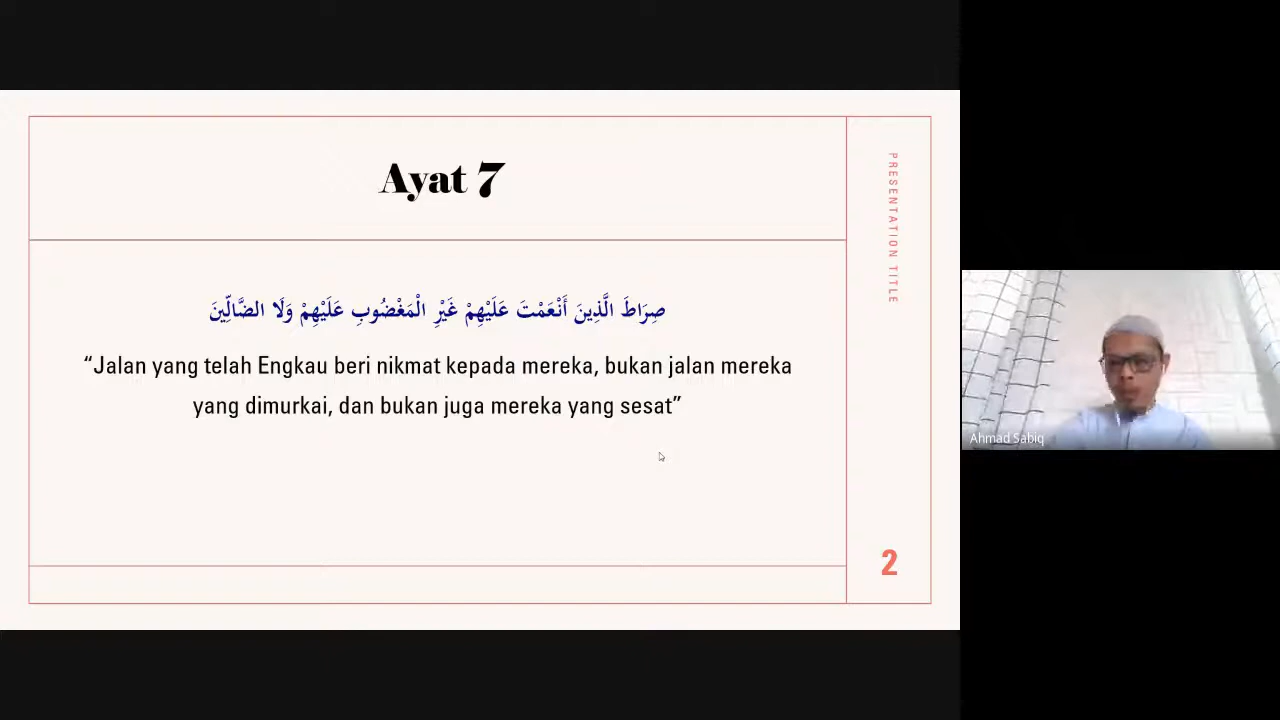 Ayat 7
صِرَاطَ الَّذِينَ أَنْعَمْتَ عَلَيْهِمْ غَيْرِ الْمَغْضُوبِ عَلَيْهِمْ وَلَا الضَّالِّينَ
“Jalan yang telah Engkau beri nikmat kepada mereka, bukan jalan mereka
yang dimurkai, dan bukan juga mereka yang sesat”
PRESENTATION TITLE
2
Ahmad Sabiq